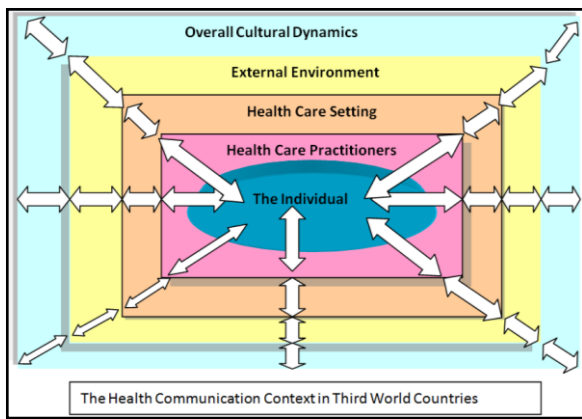 Overall Cultural Dynamics
External Environment
Health Care Setting
Health Care Practitioners
The Individual
The Health Communication Context in Third World Countries